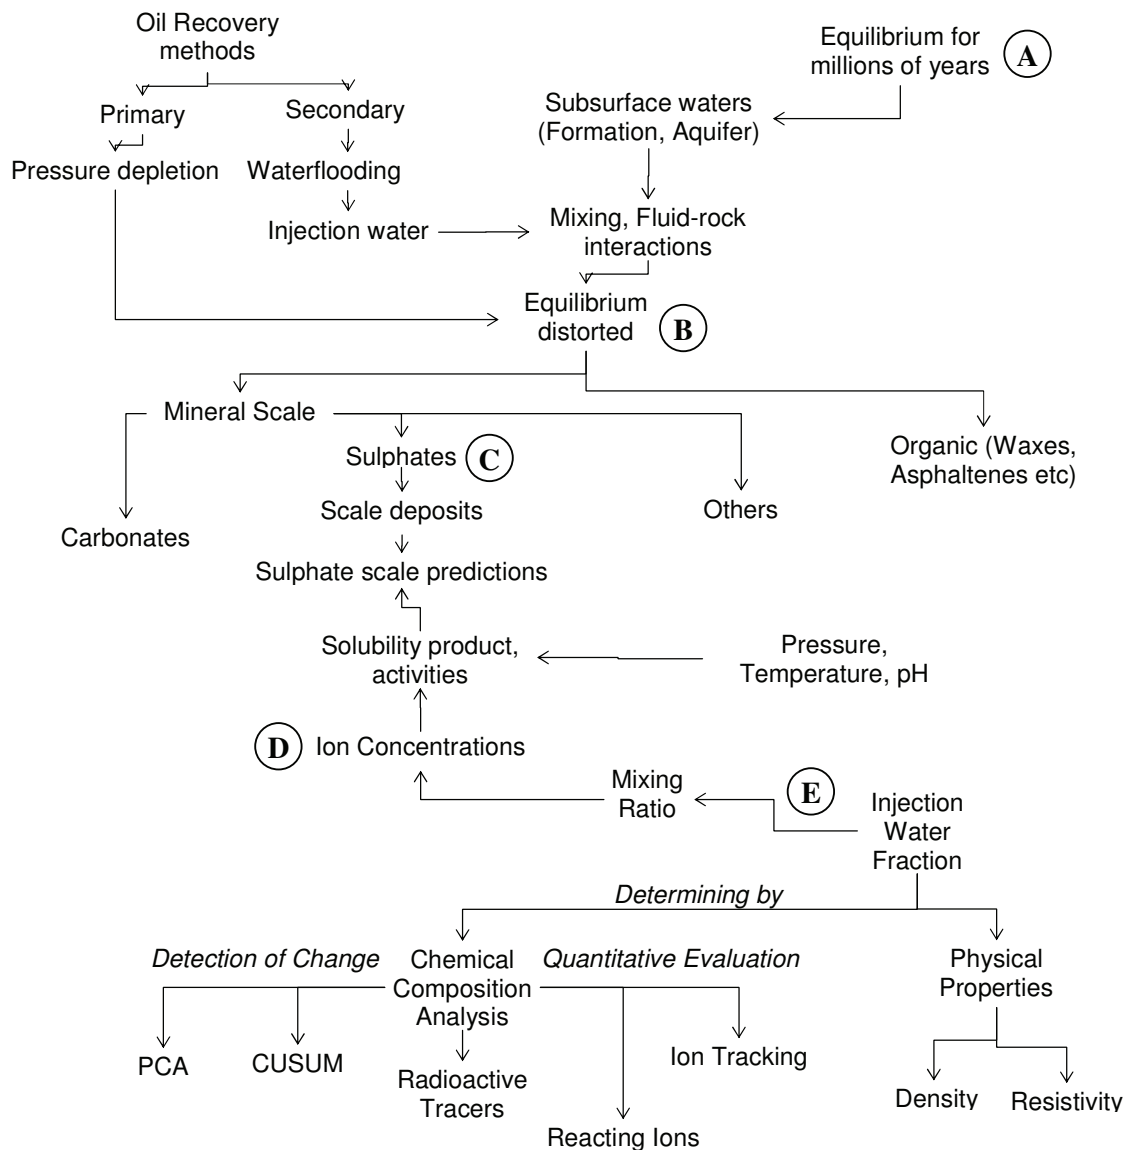 Oil Recovery
methods
Equilibrium for
millions of years
A
Primary
Secondary
Subsurface waters
(Formation, Aquifer)
Pressure depletion
Waterflooding
Injection water
Mixing, Fluid-rock
interactions
Equilibrium
distorted
B
Mineral Scale
Organic (Waxes,
Asphaltenes etc)
Sulphates
C
Scale deposits
Others
Carbonates
Sulphate scale predictions
Solubility product,
activities
Pressure,
Temperature, pH
D
Ion Concentrations
Mixing
Ratio
E
Injection
Water
Fraction
Determining by
Detection of Change
Chemical
Composition
Analysis
Quantitative Evaluation
Physical
Properties
PCA
CUSUM
Radioactive
Tracers
Ion Tracking
Reacting Ions
Density
Resistivity